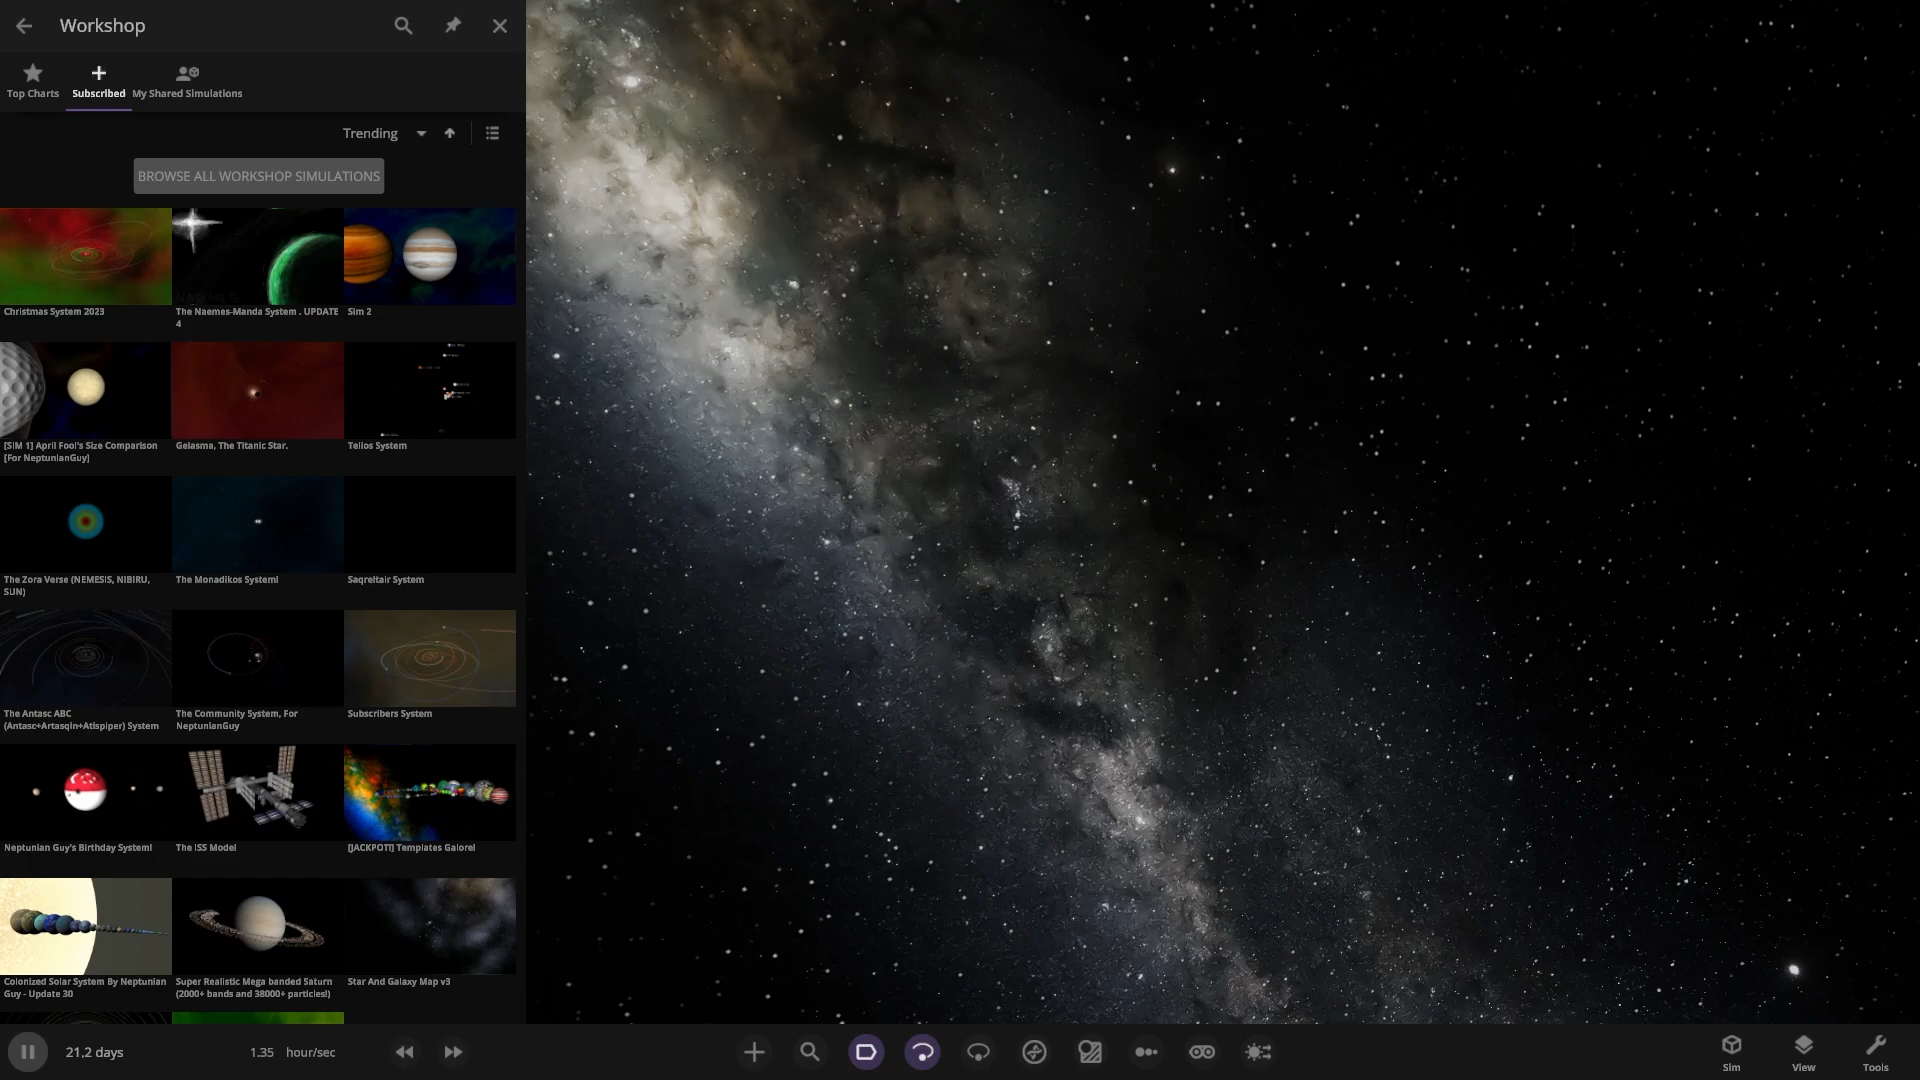 Workshop
Top Charts
Subscribed
My Shared Simulations
Trending
BROWSE ALL WORKSHOP SIMULATIONS
Christmas System 2023
The Naemes-Manda System . UPDATE
4
Sim 2
[SIM 1] April Fool's Size Comparison
[For NeptunianGuy]
Gelasma, The Titanic Star.
Telios System
The Zora Verse (NEMESIS, NIBIRU,
SUN)
The Monadikos System!
Saqreltair System
The Antasc ABC
(Antasc+Artasqin+Atlspiper) System
The Community System, For
NeptunianGuy
Subscribers System
Neptunian Guy's Birthday System!
The ISS Model
[JACKPOT!] Templates Galore!
Colonized Solar System By Neptunian
Guy - Update 30
Super Realistic Mega banded Saturn
(2000+ bands and 38000+ particles!)
Star And Galaxy Map v3
21.2 days
1.35 hour/sec
Sim
View
Tools